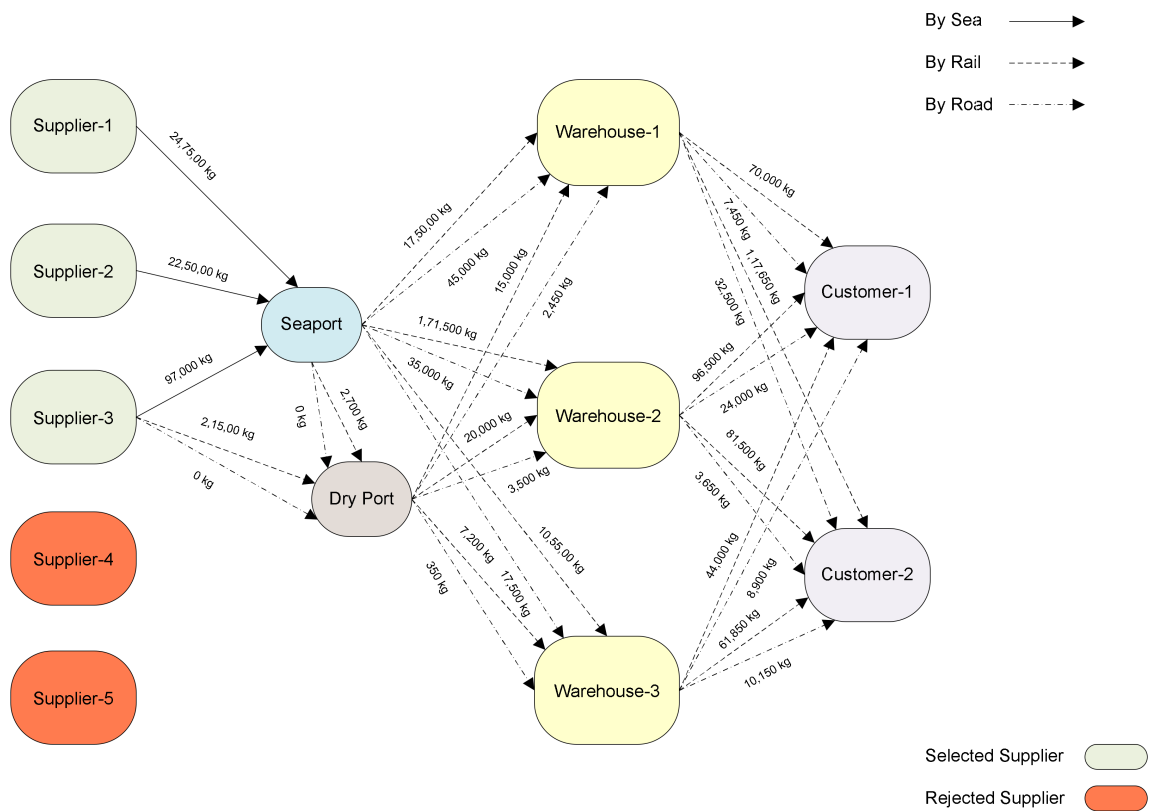 By Sea
By Rail
By Road
Supplier-1
Supplier-2
Supplier-3
Supplier-4
Supplier-5
24,75,00 kg
22,50,00 kg
97,000 kg
2,15,00 kg
0 kg
Seaport
0 kg
2,700 kg
Dry Port
17,50,00 kg
45,000 kg
15,000 kg
2,450 kg
1,71,500 kg
35,000 kg
20,000 kg
3,500 kg
10,55,00 kg
17,500 kg
7,200 kg
350 kg
Warehouse-1
Warehouse-2
Warehouse-3
70,000 kg
7,450 kg
1,17,650 kg
32,500 kg
96,500 kg
24,000 kg
81,500 kg
3,650 kg
44,000 kg
8,900 kg
61,850 kg
10,150 kg
Customer-1
Customer-2
Selected Supplier
Rejected Supplier